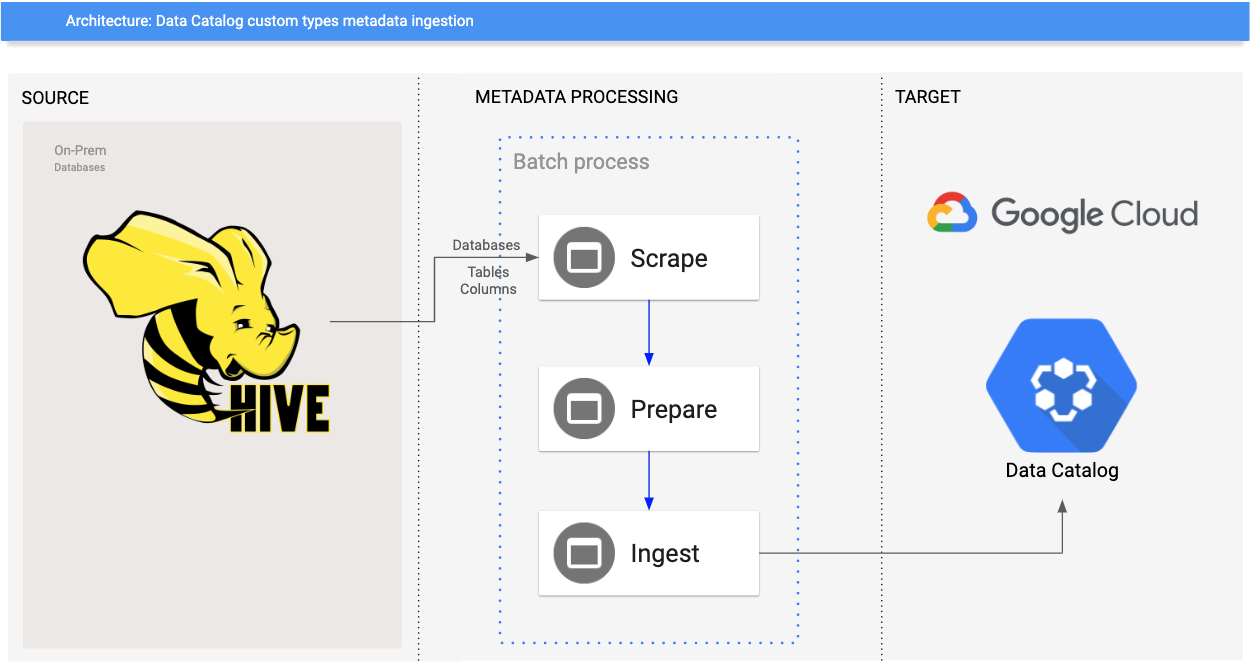 Architecture: Data Catalog custom types metadata ingestion
SOURCE
On-Prem
Databases
HIVE
METADATA PROCESSING
Batch process
Databases
Tables
Columns
Scrape
Prepare
Ingest
TARGET
Google Cloud
Data Catalog